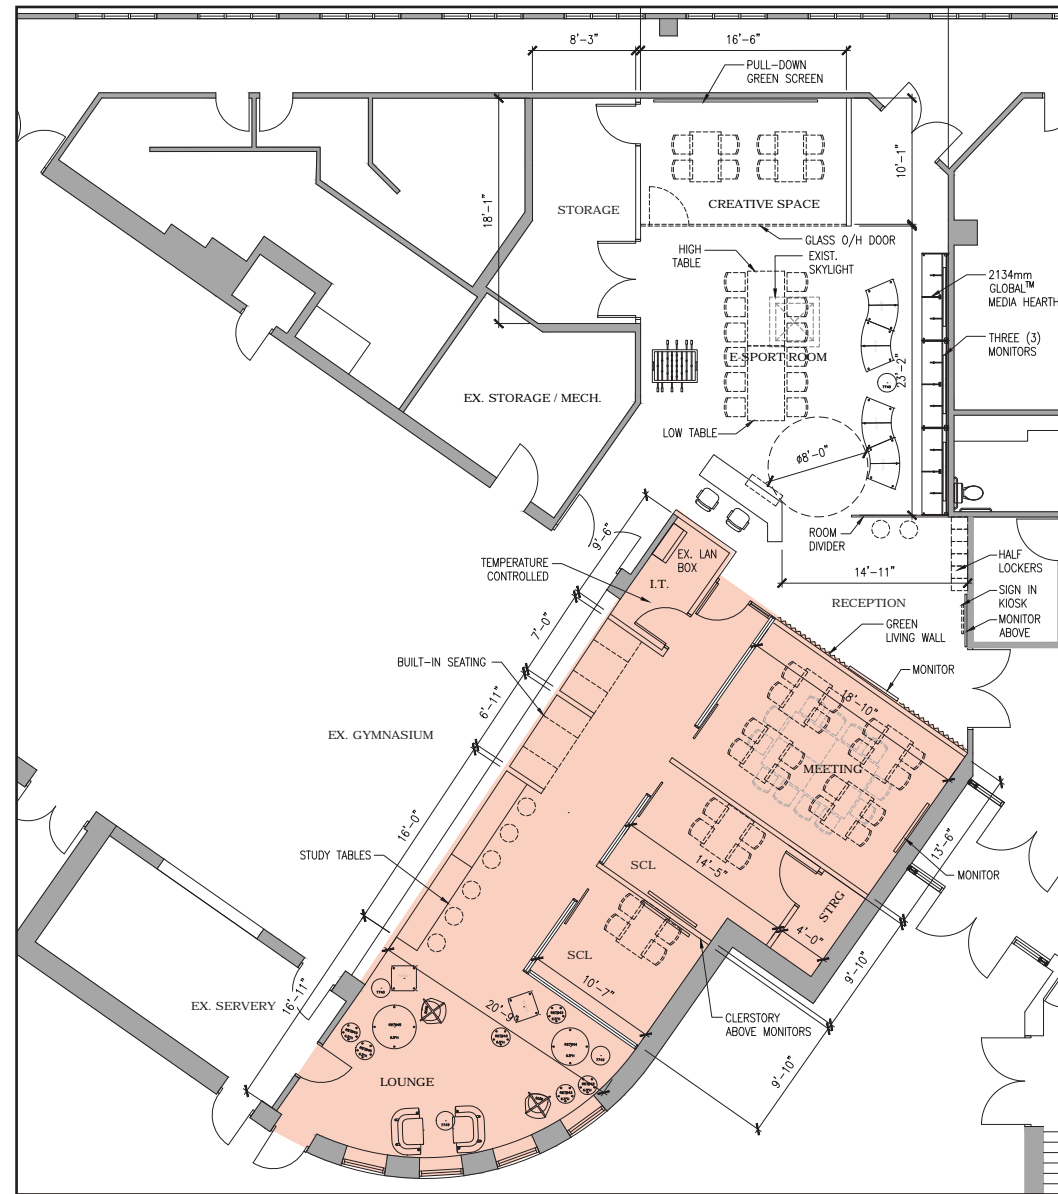 8'-3"
16'-6"
PULL-DOWN
GREEN SCREEN
10'-1"
18'-1"
STORAGE
CREATIVE SPACE
GLASS O/H DOOR
HIGH
TABLE
EXIST.
SKYLIGHT
2134mm
GLOBAL™
MEDIA HEARTH
THREE (3)
MONITORS
E-SPORT ROOM
23'-2"
EX. STORAGE / MECH.
LOW TABLE
ø8'-0"
ROOM
DIVIDER
9'-6"
EX. LAN
BOX
TEMPERATURE
CONTROLLED
I.T.
14'-11"
HALF
LOCKERS
SIGN IN
KIOSK
MONITOR
ABOVE
RECEPTION
GREEN
LIVING WALL
7'-0"
BUILT-IN SEATING
MONITOR
6'-11"
18'-10"
EX. GYMNASIUM
MEETING
16'-0"
STUDY TABLES
SCL
14'-5"
13'-6"
MONITOR
STRG
4'-0"
SCL
9'-10"
10'-7"
16'-11"
EX. SERVERY
20'-9"
CLERSTORY
ABOVE MONITORS
9'-10"
LOUNGE